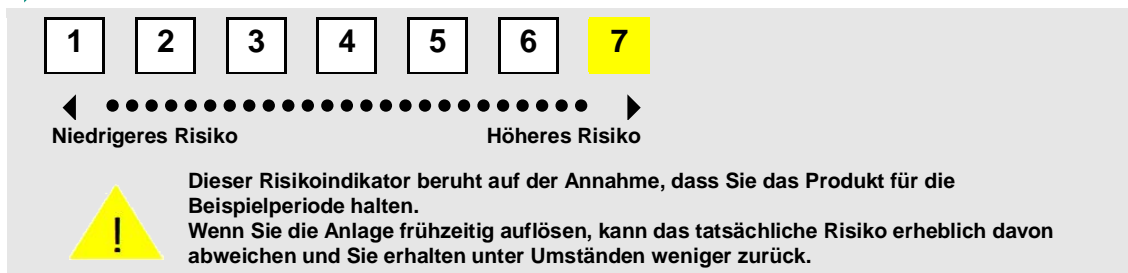 1 2 3 4 5 6 7
Niedrigeres Risiko Höheres Risiko
Dieser Risikoindikator beruht auf der Annahme, dass Sie das Produkt für die
Beispielperiode halten.
Wenn Sie die Anlage frühzeitig auflösen, kann das tatsächliche Risiko erheblich davon
abweichen und Sie erhalten unter Umständen weniger zurück.
!